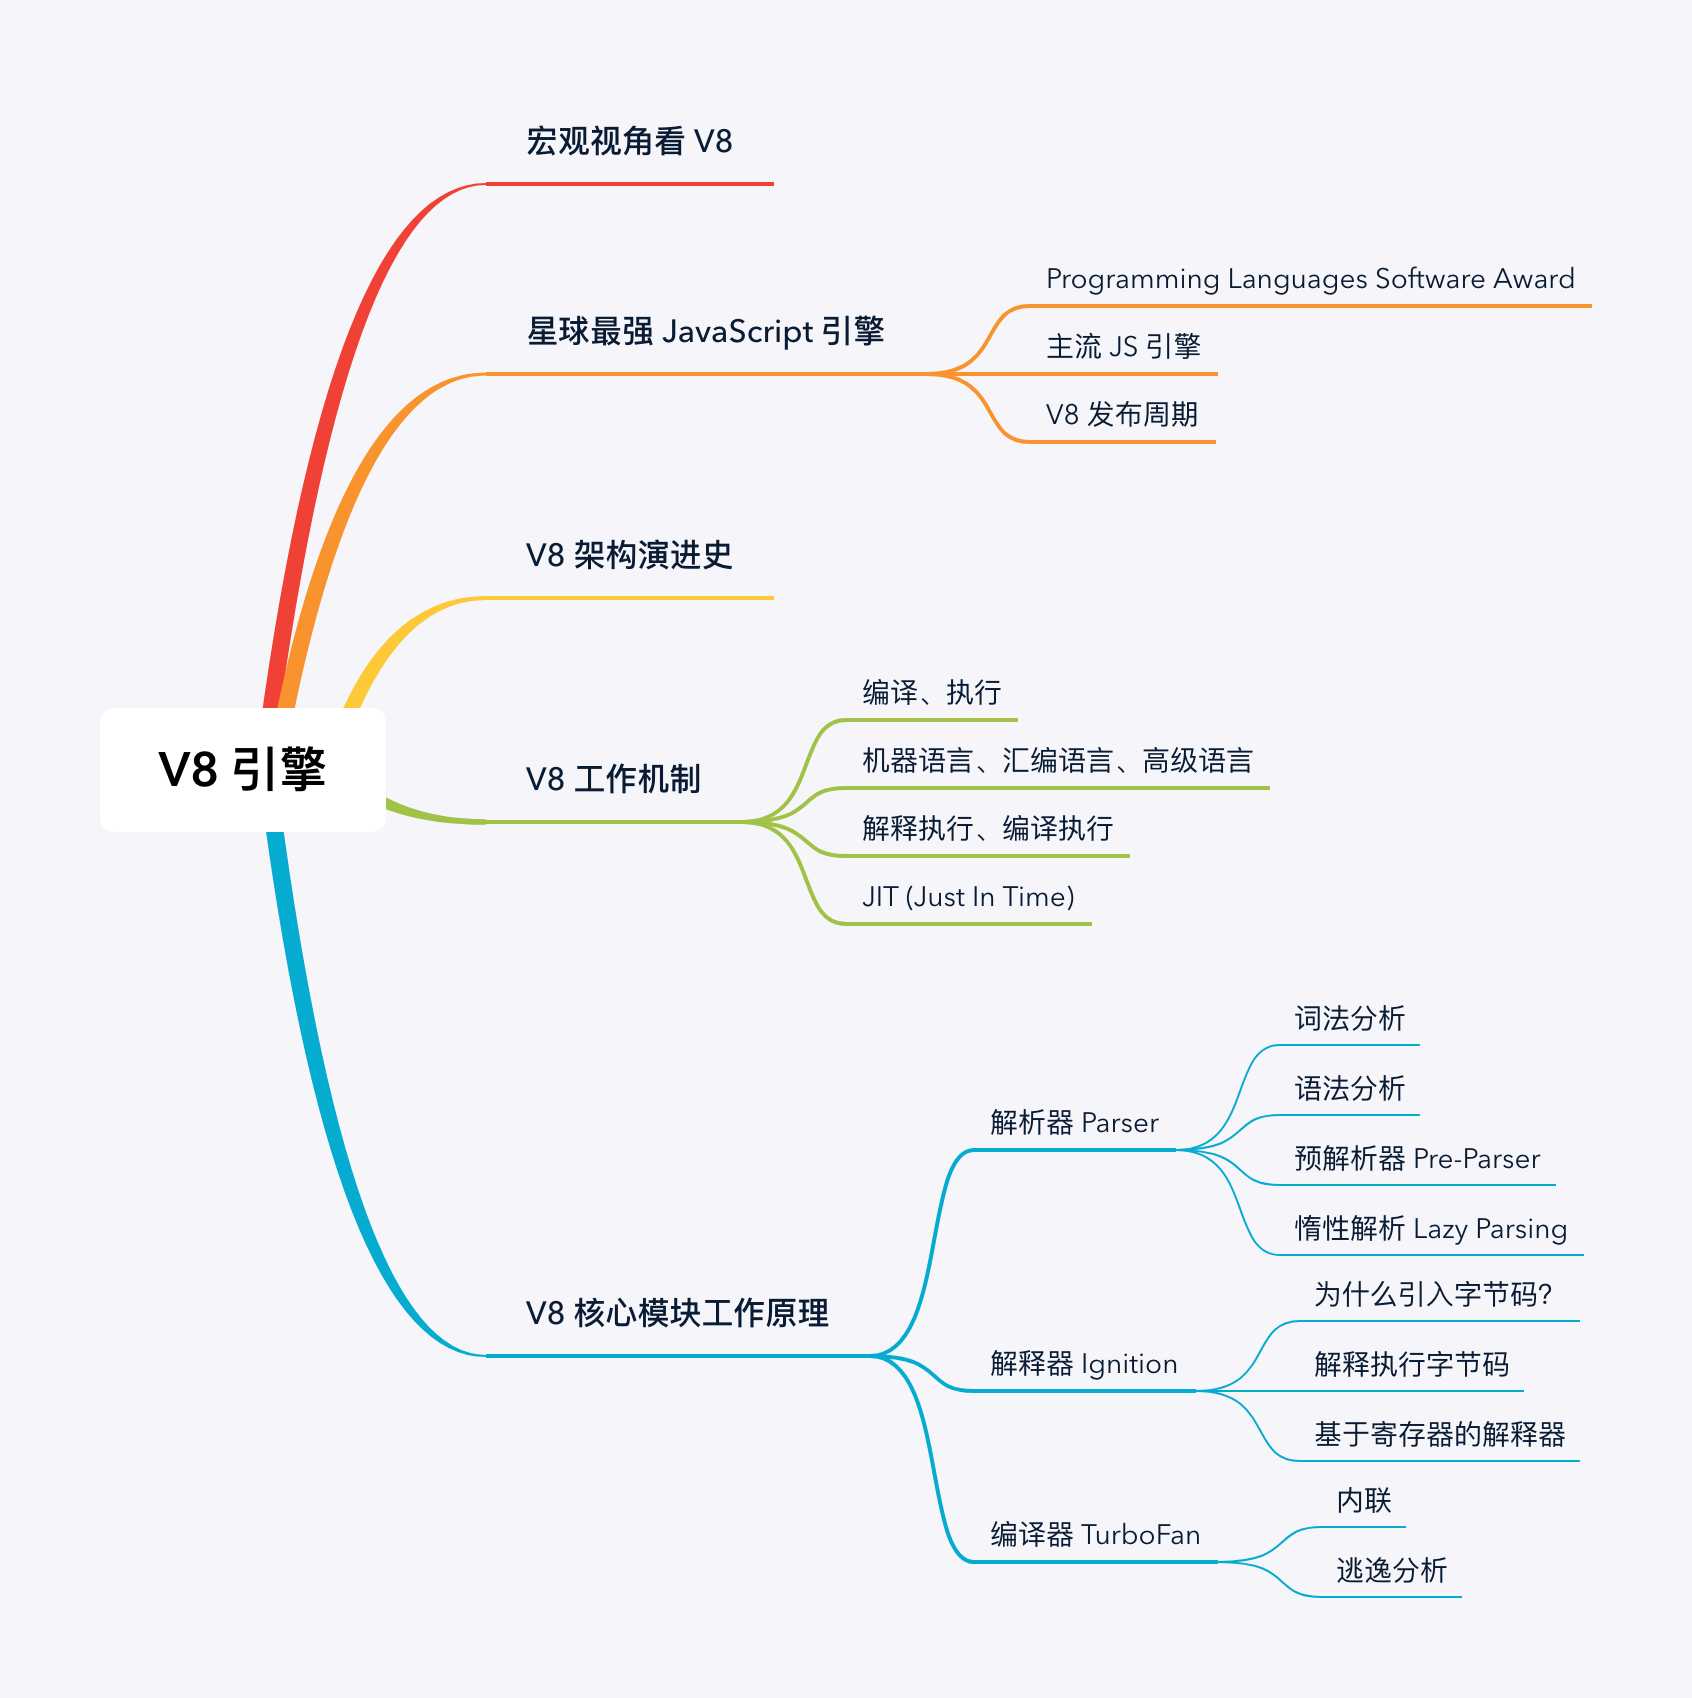 宏观视角看 V8
星球最强 JavaScript 引擎
Programming Languages Software Award
主流 JS 引擎
V8 发布周期
V8 架构演进史
V8 引擎
V8 工作机制
编译、执行
机器语言、汇编语言、高级语言
解释执行、编译执行
JIT (Just In Time)
V8 核心模块工作原理
解析器 Parser
词法分析
语法分析
预解析器 Pre-Parser
惰性解析 Lazy Parsing
解释器 Ignition
为什么引入字节码?
解释执行字节码
基于寄存器的解释器
编译器 TurboFan
内联
逃逸分析